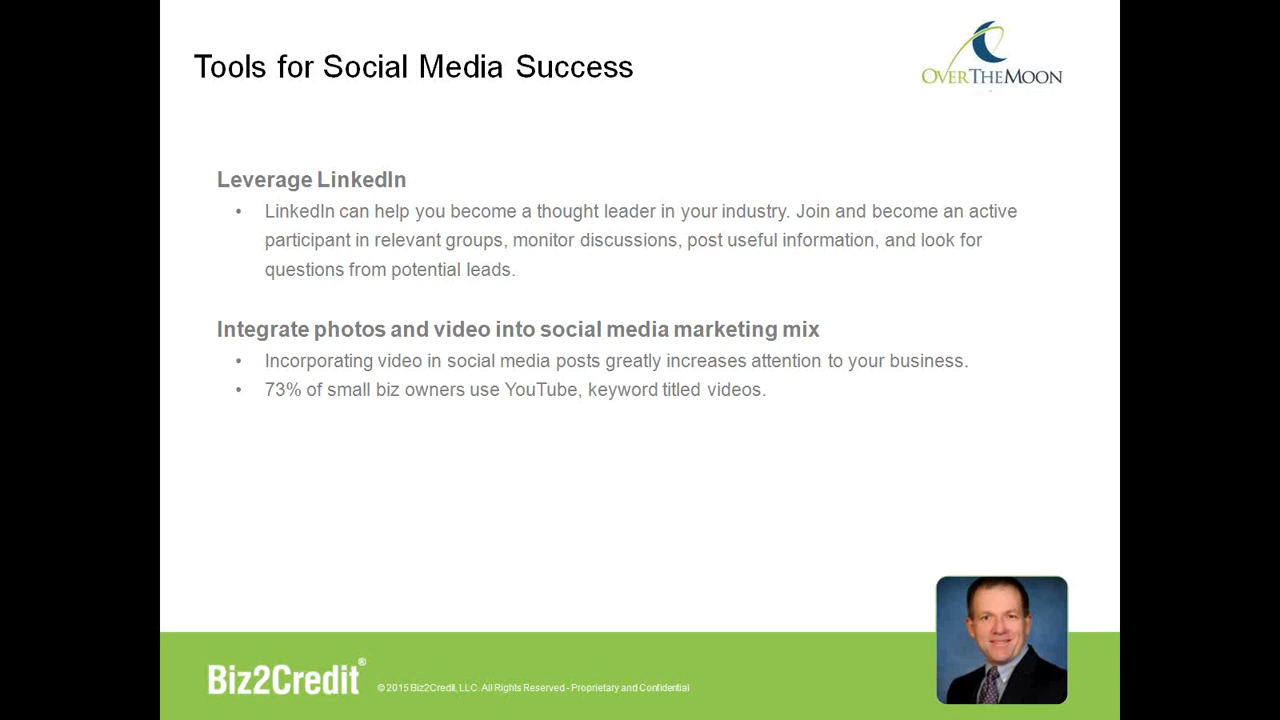 Tools for Social Media Success
OVERTHEMOON
Leverage LinkedIn
• LinkedIn can help you become a thought leader in your industry. Join and become an active
participant in relevant groups, monitor discussions, post useful information, and look for
questions from potential leads.
Integrate photos and video into social media marketing mix
• Incorporating video in social media posts greatly increases attention to your business.
• 73% of small biz owners use YouTube, keyword titled videos.
Biz2Credit®
© 2015 Biz2Credit, LLC. All Rights Reserved - Proprietary and Confidential